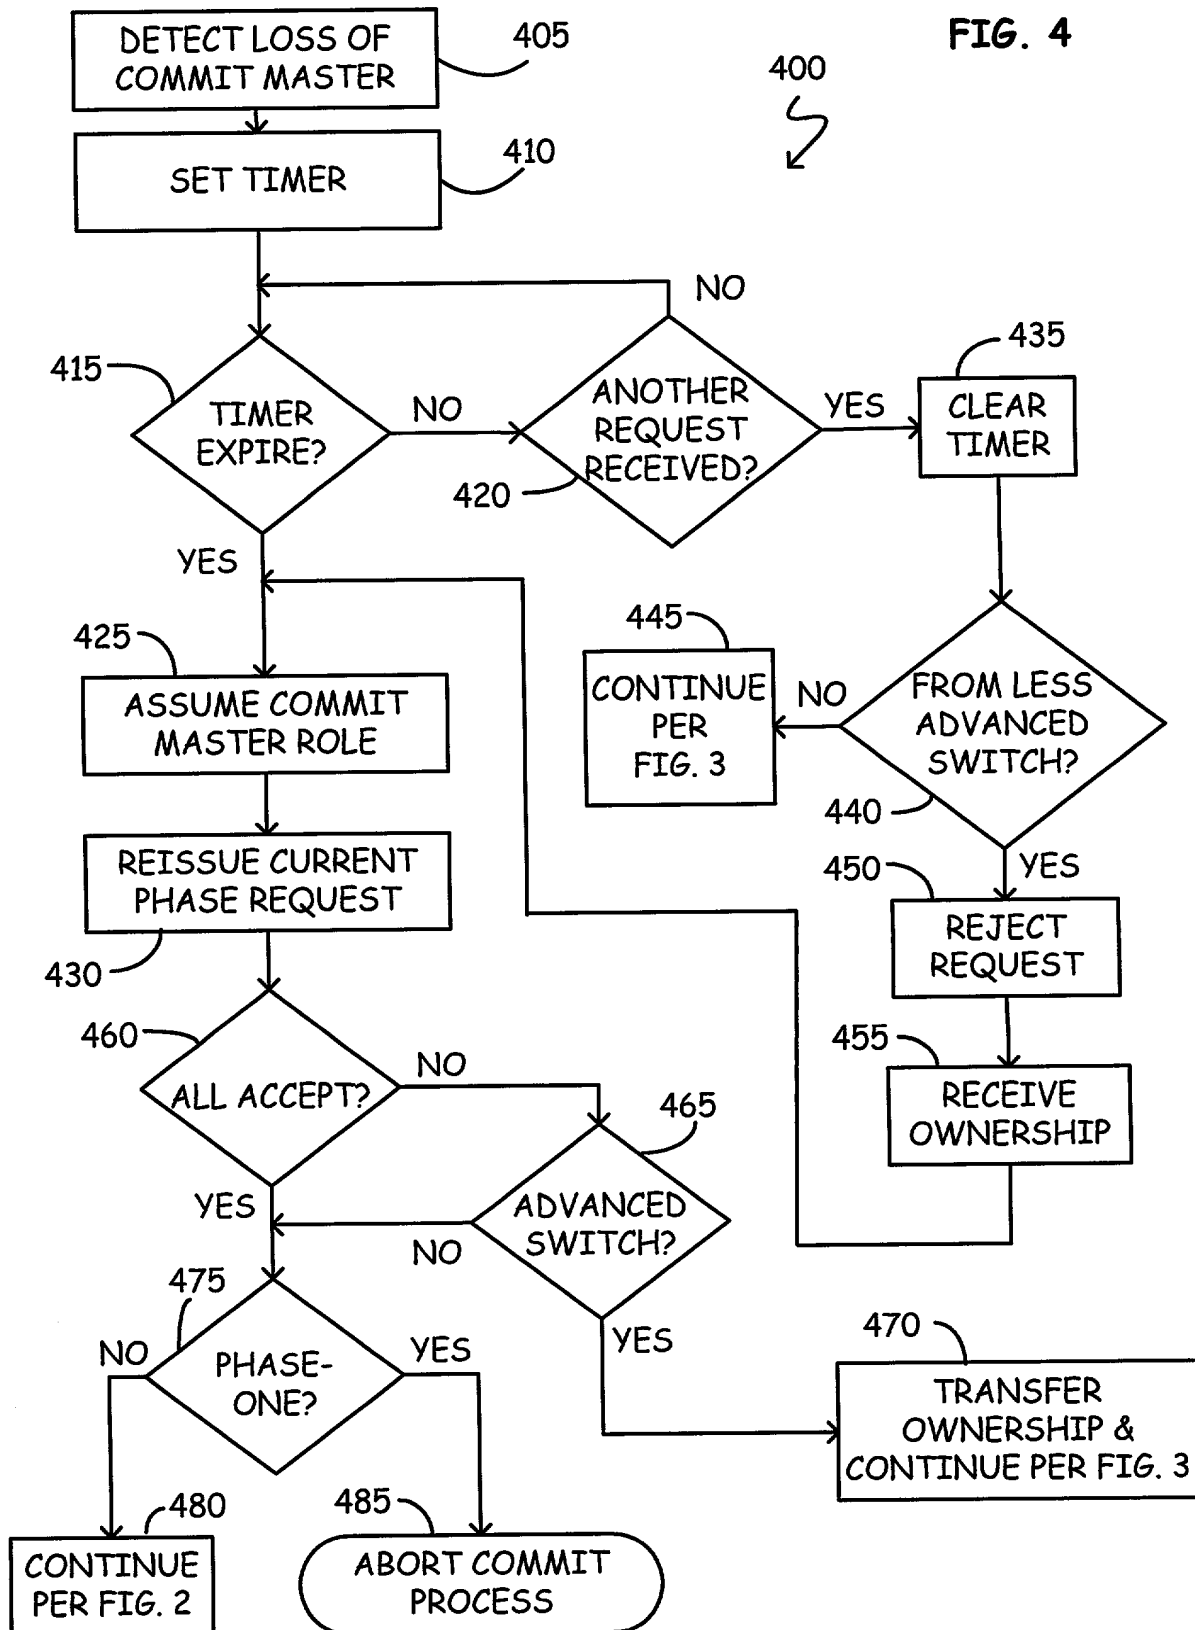 FIG. 4
400
DETECT LOSS OF
COMMIT MASTER
405
SET TIMER
410
NO
415
TIMER
EXPIRE?
NO
ANOTHER
REQUEST
RECEIVED?
420
YES
435
CLEAR
TIMER
YES
425
ASSUME COMMIT
MASTER ROLE
445
CONTINUE
PER
FIG. 3
NO
FROM LESS
ADVANCED
SWITCH?
440
YES
REISSUE CURRENT
PHASE REQUEST
430
450
REJECT
REQUEST
455
RECEIVE
OWNERSHIP
460
ALL ACCEPT?
NO
465
ADVANCED
SWITCH?
YES
NO
YES
475
PHASE-
ONE?
NO
YES
470
TRANSFER
OWNERSHIP &
CONTINUE PER FIG. 3
480
CONTINUE
PER FIG. 2
485
ABORT COMMIT
PROCESS